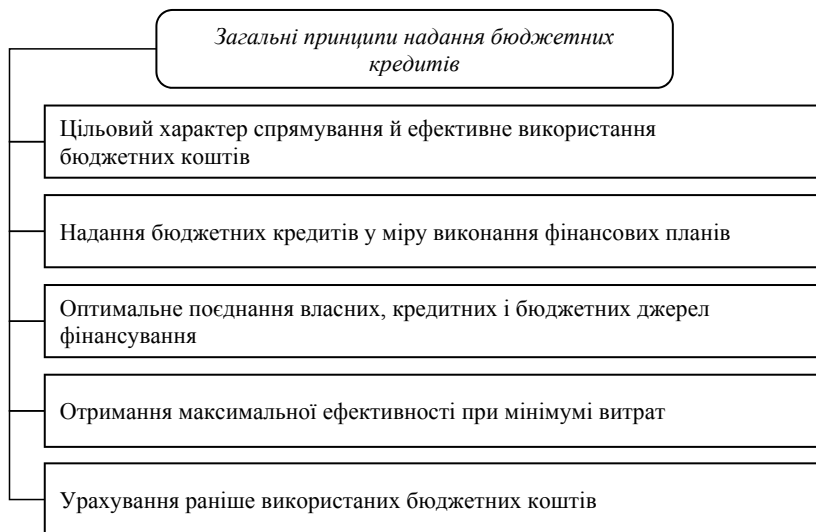 Загальні принципи надання бюджетних
кредитів
Цільовий характер спрямування й ефективне використання
бюджетних коштів
Надання бюджетних кредитів у міру виконання фінансових планів
Оптимальне поєднання власних, кредитних і бюджетних джерел
фінансування
Отримання максимальної ефективності при мінімумі витрат
Урахування раніше використаних бюджетних коштів